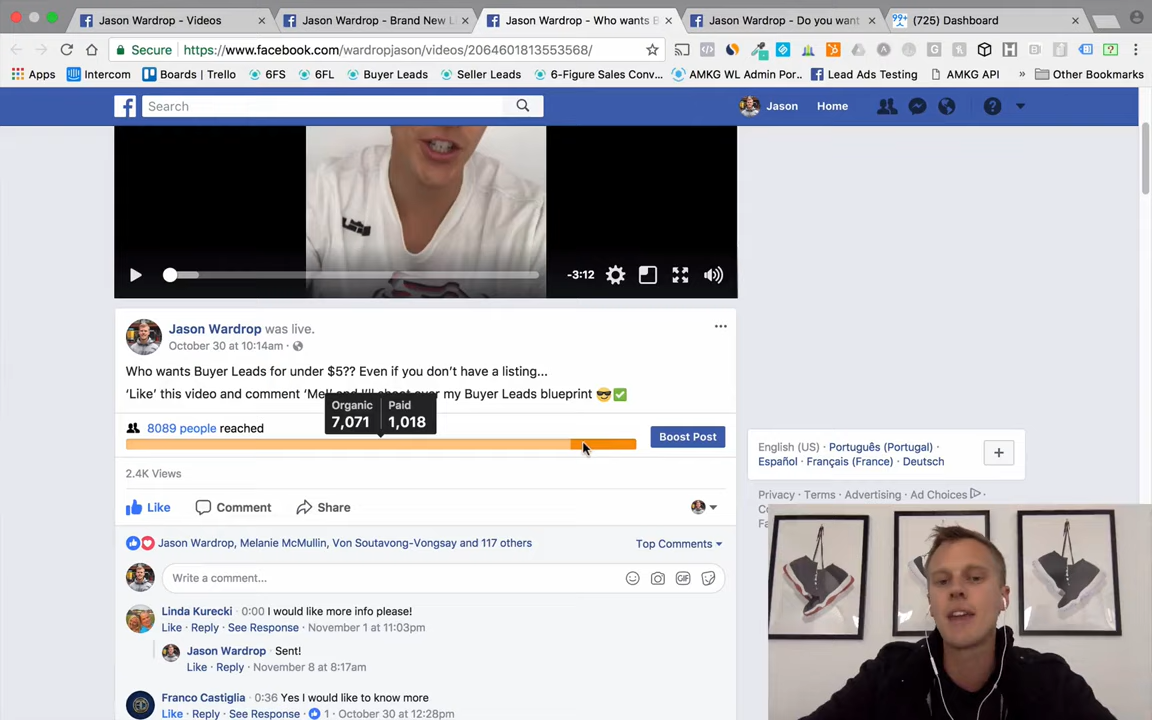 Jason Wardrop - Videos
Jason Wardrop - Brand New L
Jason Wardrop - Who wants B
Jason Wardrop - Do you want
99+ (725) Dashboard
Secure https://www.facebook.com/wardropjason/videos/2064601813553568/
Apps Intercom Boards | Trello 6FS 6FL Buyer Leads Seller Leads 6-Figure Sales Conv... AMKG WL Admin Por.. Lead Ads Testing AMKG API » Other Bookmarks
Search Jason Home
-3:12
Jason Wardrop was live.
October 30 at 10:14am ·
Who wants Buyer Leads for under $5?? Even if you don't have a listing...
'Like' this video and comment my Buyer Leads blueprint
Organic Paid
7,071 1,018
8089 people reached
Boost Post
2.4K Views
Like Comment Share
Jason Wardrop, Melanie McMullin, Von Soutavong-Vongsay and 117 others
Top Comments
Write a comment...
GIF
Linda Kurecki · 0:00 I would like more info please!
Like · Reply · See Response · November 1 at 11:03pm
Jason Wardrop Sent!
Like · Reply · November 8 at 8:17am
Franco Castiglia · 0:36 Yes I would like to know more
Like · Reply · See Response · 1 · October 30 at 12:28pm
English (US) · Português (Portugal) ·
Español · Français (France) · Deutsch
Privacy · Terms · Advertising · Ad Choices ·